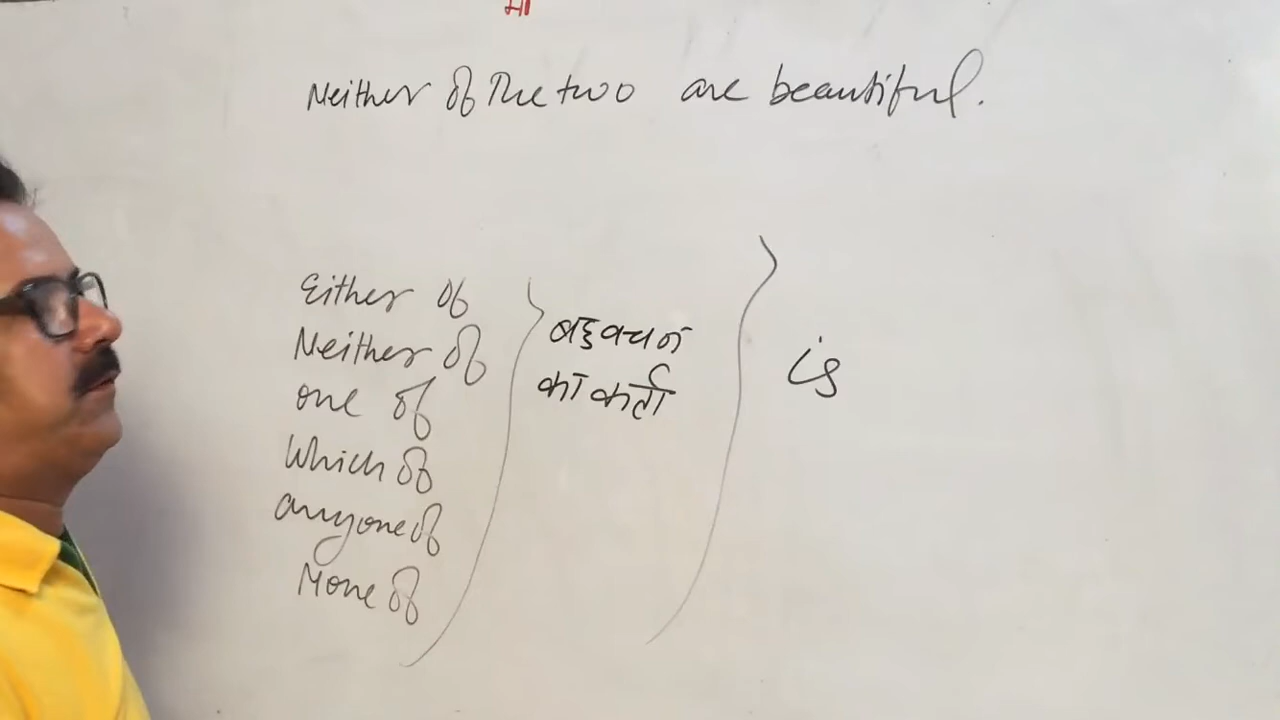 मा
Neither of The two are beautiful.
Either of
Neither of
one of
Which of
anyone of
None of
बहुवचन
का कर्ता
is